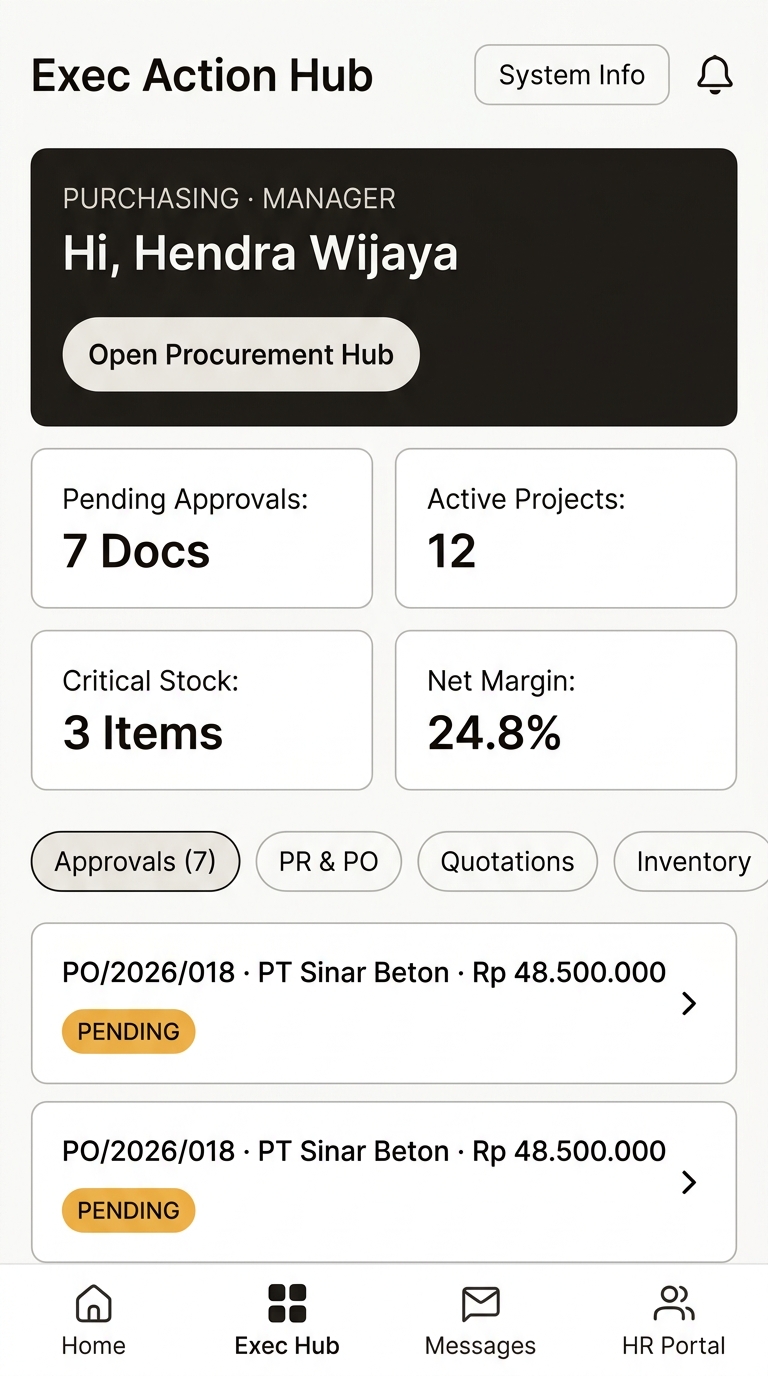 Exec Action Hub
System Info
PURCHASING · MANAGER
Hi, Hendra Wijaya
Open Procurement Hub
Pending Approvals:
7 Docs
Active Projects:
12
Critical Stock:
3 Items
Net Margin:
24.8%
Approvals (7)
PR & PO
Quotations
Inventory
PO/2026/018 · PT Sinar Beton · Rp 48.500.000
PENDING
PO/2026/018 · PT Sinar Beton · Rp 48.500.000
PENDING
Home
Exec Hub
Messages
HR Portal